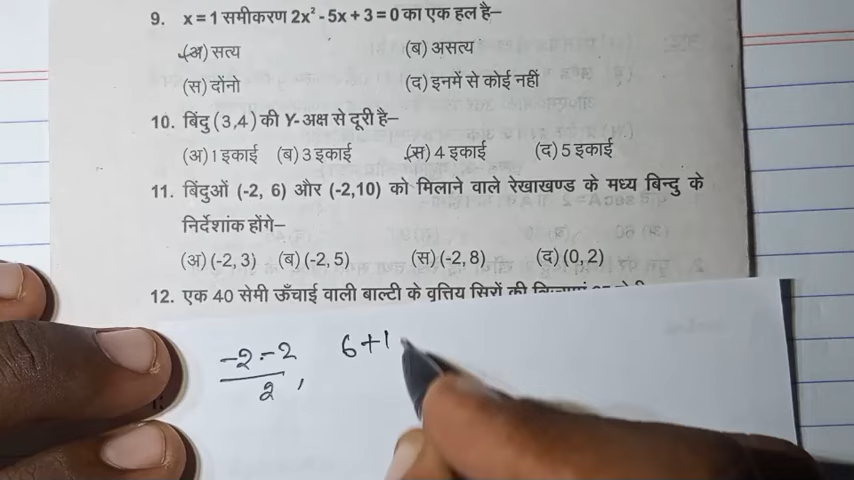 9. x = 1 समीकरण 2x² - 5x + 3 = 0 का एक हल है–
(अ) सत्य (ब) असत्य
(स) दोनो (द) इनमें से कोई नहीं
10. बिंदु (3,4) की Y- अक्ष से दूरी है–
(अ) 1 इकाई (ब) 3 इकाई (स) 4 इकाई (द) 5 इकाई
11. बिंदुओं (-2, 6) और (-2,10) को मिलाने वाले रेखाखण्ड के मध्य बिन्दु के
निर्देशांक होंगे–
(अ) (-2, 3) (ब) (-2, 5) (स) (-2, 8) (द) (0, 2)
12. एक 40 सेमी ऊँचाई वाली बाल्टी के वृत्तिय सिरों की
-2-2 6+1
2 ,